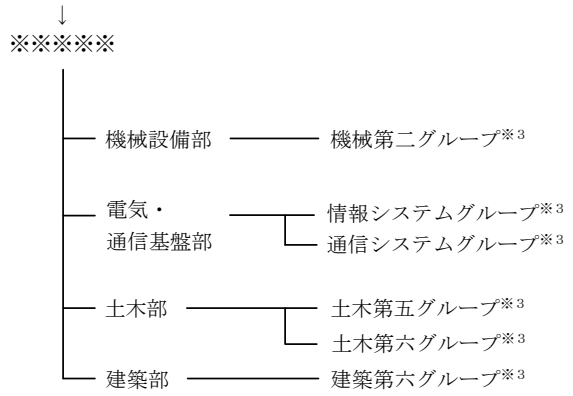 ↓
※※※※※
機械設備部 機械第二グループ※3
電気・ 情報システムグループ※3
通信基盤部 通信システムグループ※3
土木部 土木第五グループ※3
土木第六グループ※3
建築部 建築第六グループ※3